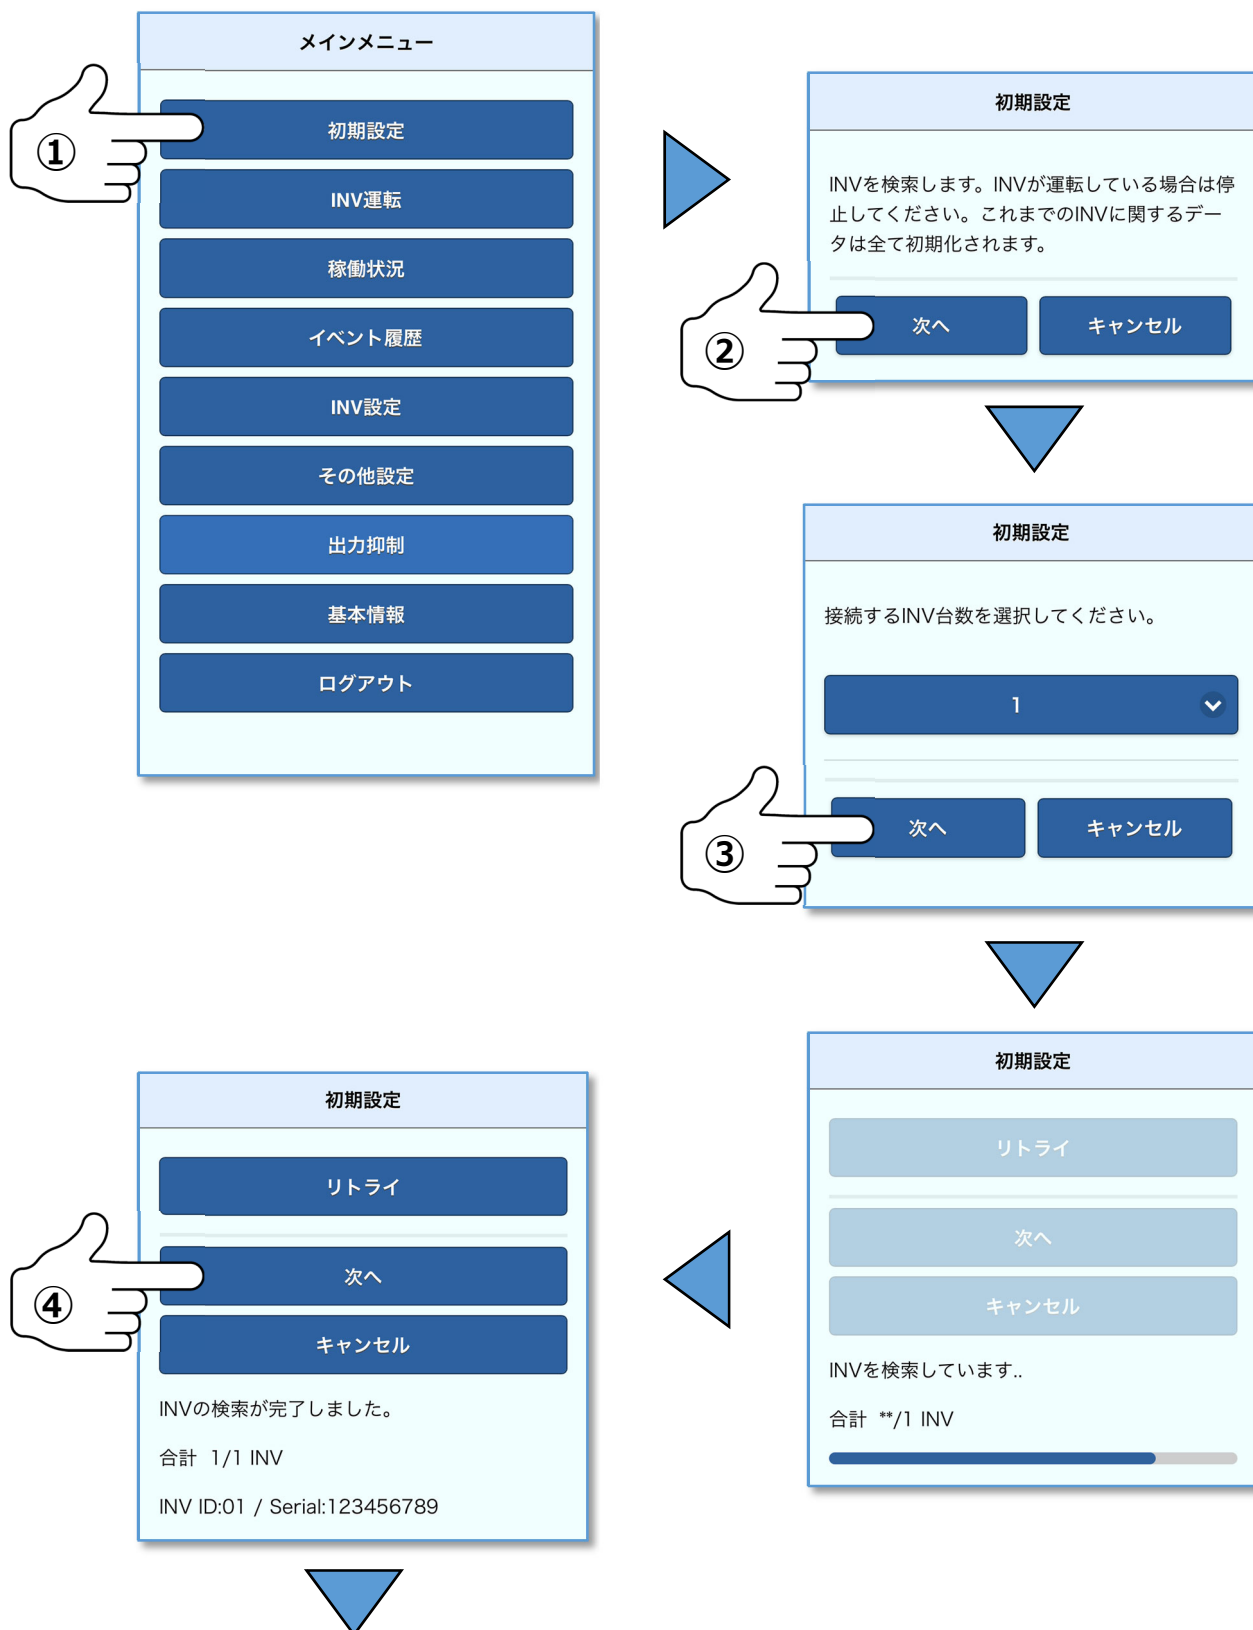 メインメニュー
①
初期設定
INV運転
稼働状況
イベント履歴
INV設定
その他設定
出力抑制
基本情報
ログアウト
初期設定
INVを検索します。INVが運転している場合は停
止してください。これまでのINVに関するデー
タは全て初期化されます。
②
次へ
キャンセル
初期設定
接続するINV台数を選択してください。
1
③
次へ
キャンセル
初期設定
リトライ
次へ
キャンセル
INVを検索しています..
合計 **/1 INV
初期設定
リトライ
④
次へ
キャンセル
INVの検索が完了しました。
合計 1/1 INV
INV ID:01 / Serial:123456789